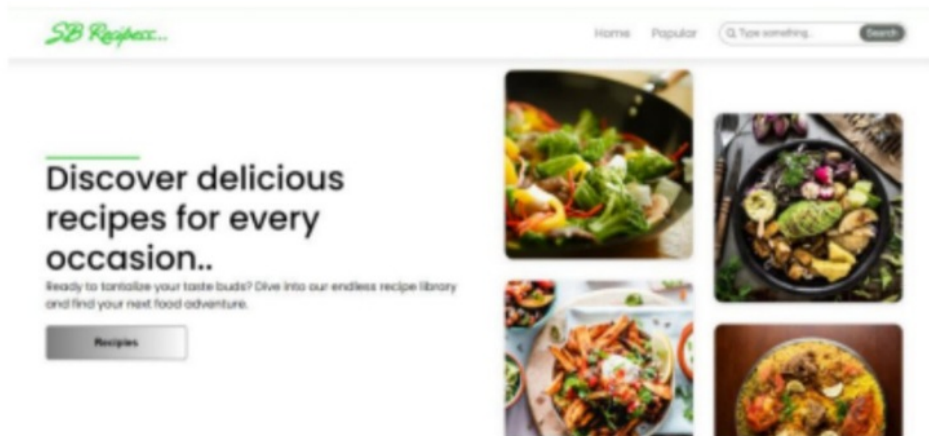 SB Recipess...
Home Popular Type something.. Search
Discover delicious
recipes for every
occasion..
Ready to tantalize your taste buds? Dive into our endless recipe library
and find your next food adventure.
Recipies